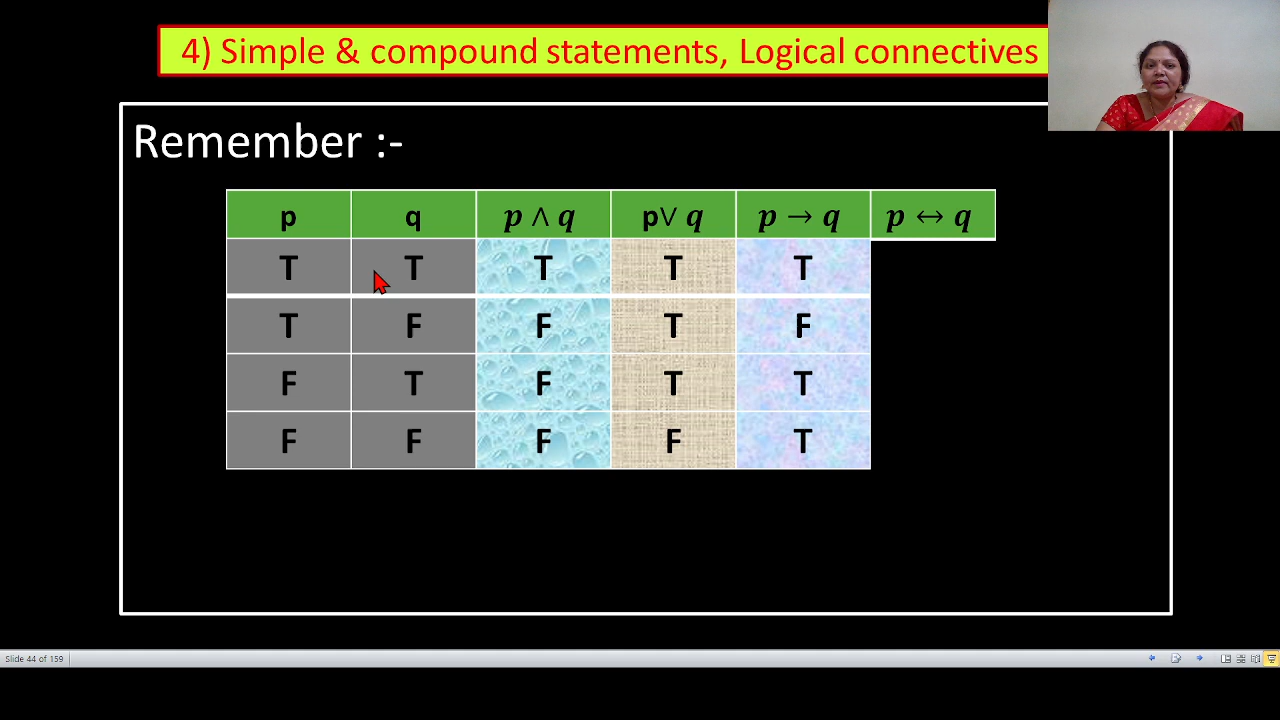 4) Simple & compound statements, Logical connectives
Remember :-
p q p ∧ q p∨ q p → q p ↔ q
T T T T T
T F F T F
F T F T T
F F F F T
Slide 44 of 159